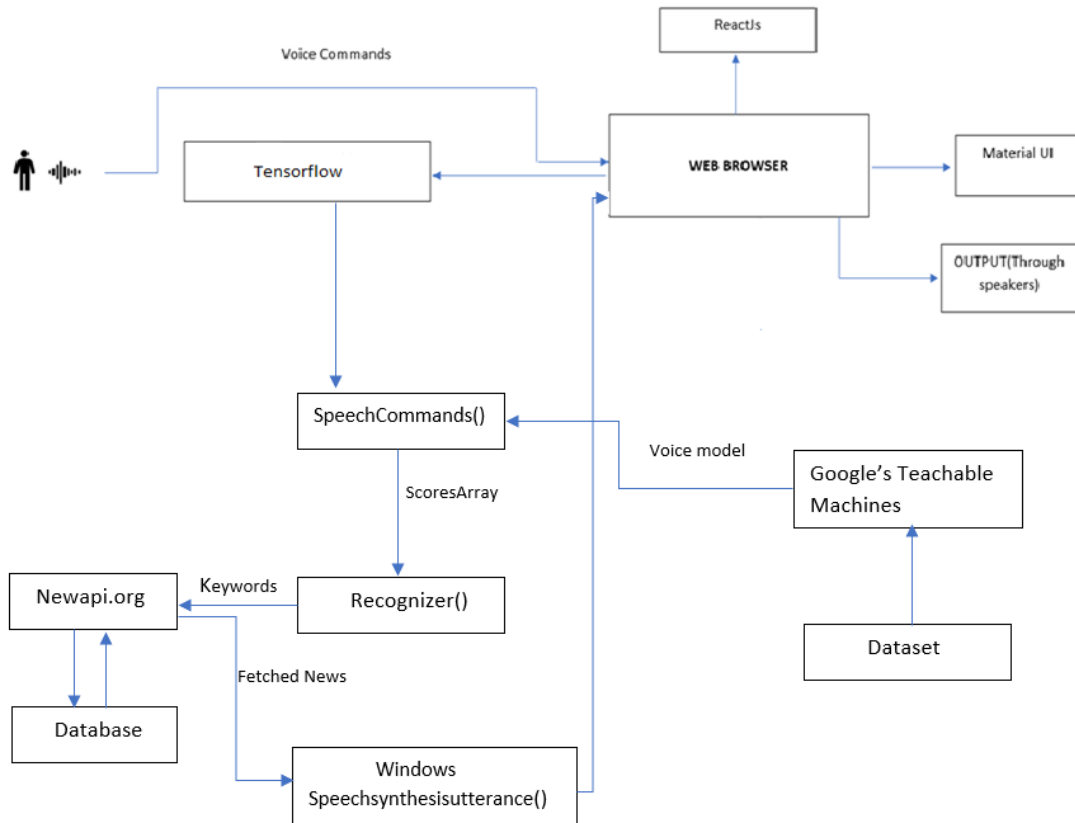 ReactJs
Voice Commands
Tensorflow
WEB BROWSER
Material UI
OUTPUT(Through
speakers)
SpeechCommands()
Voice model
Google’s Teachable
Machines
ScoresArray
Keywords
Newapi.org
Recognizer()
Dataset
Fetched News
Database
Windows
Speechsynthesisutterance()